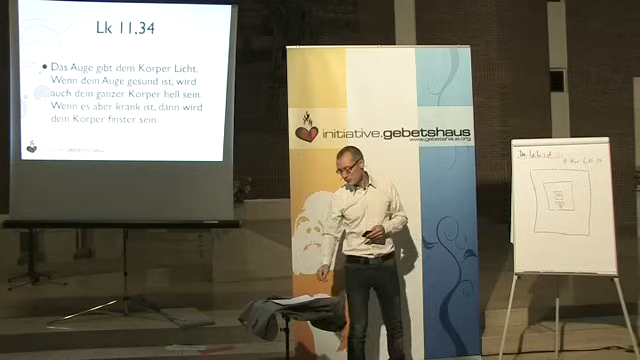 Lk 11,34
• Das Auge gibt dem Körper Licht.
Wenn dein Auge gesund ist, wird
auch dein ganzer Körper hell sein.
Wenn es aber krank ist, dann wird
dein Körper finster sein.
initiative.gebetshaus
www.gebetshaus.org